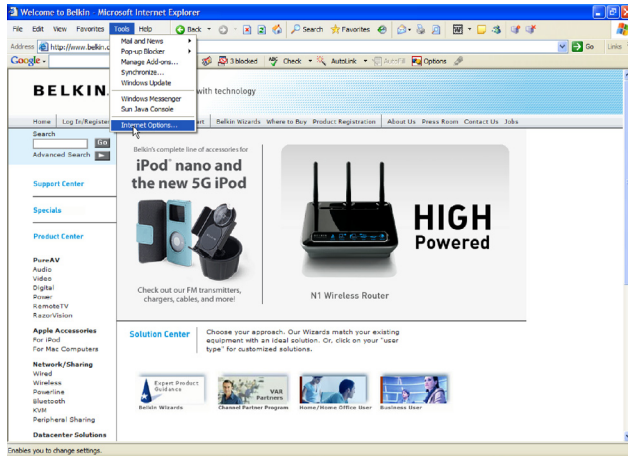 Welcome to Belkin - Microsoft Internet Explorer
File Edit View Favorites Tools Help Back Search Favorites
Address http://www.belkin.c Go Links
Mail and News
Pop-up Blocker
Manage Add-ons...
Synchronize...
Windows Update
Windows Messenger
Sun Java Console
Internet Options...
Google 3 blocked Check AutoLink AutoFill Options
BELKIN. with technology
Home Log In/Register rt Belkin Wizards Where to Buy Product Registration About Us Press Room Contact Us Jobs
Search
Go
Advanced Search
Support Center
Specials
Product Center
PureAV
Audio
Video
Digital
Power
RemoteTV
RazorVision
Apple Accessories
For iPod
For Mac Computers
Network/Sharing
Wired
Wireless
Powerline
Bluetooth
KVM
Peripheral Sharing
Datacenter Solutions
Belkin's complete line of accessories for
iPod® nano and
the new 5G iPod
Check out our FM transmitters,
chargers, cables, and more!
HIGH
Powered
N1 Wireless Router
Solution Center
Choose your approach. Our Wizards match your existing
equipment with an ideal solution. Or, click on your "user
type" for customized solutions.
Expert Product
Guidance
VAR
Partners
Belkin Wizards Channel Partner Program Home/Home Office User Business User
Enables you to change settings.